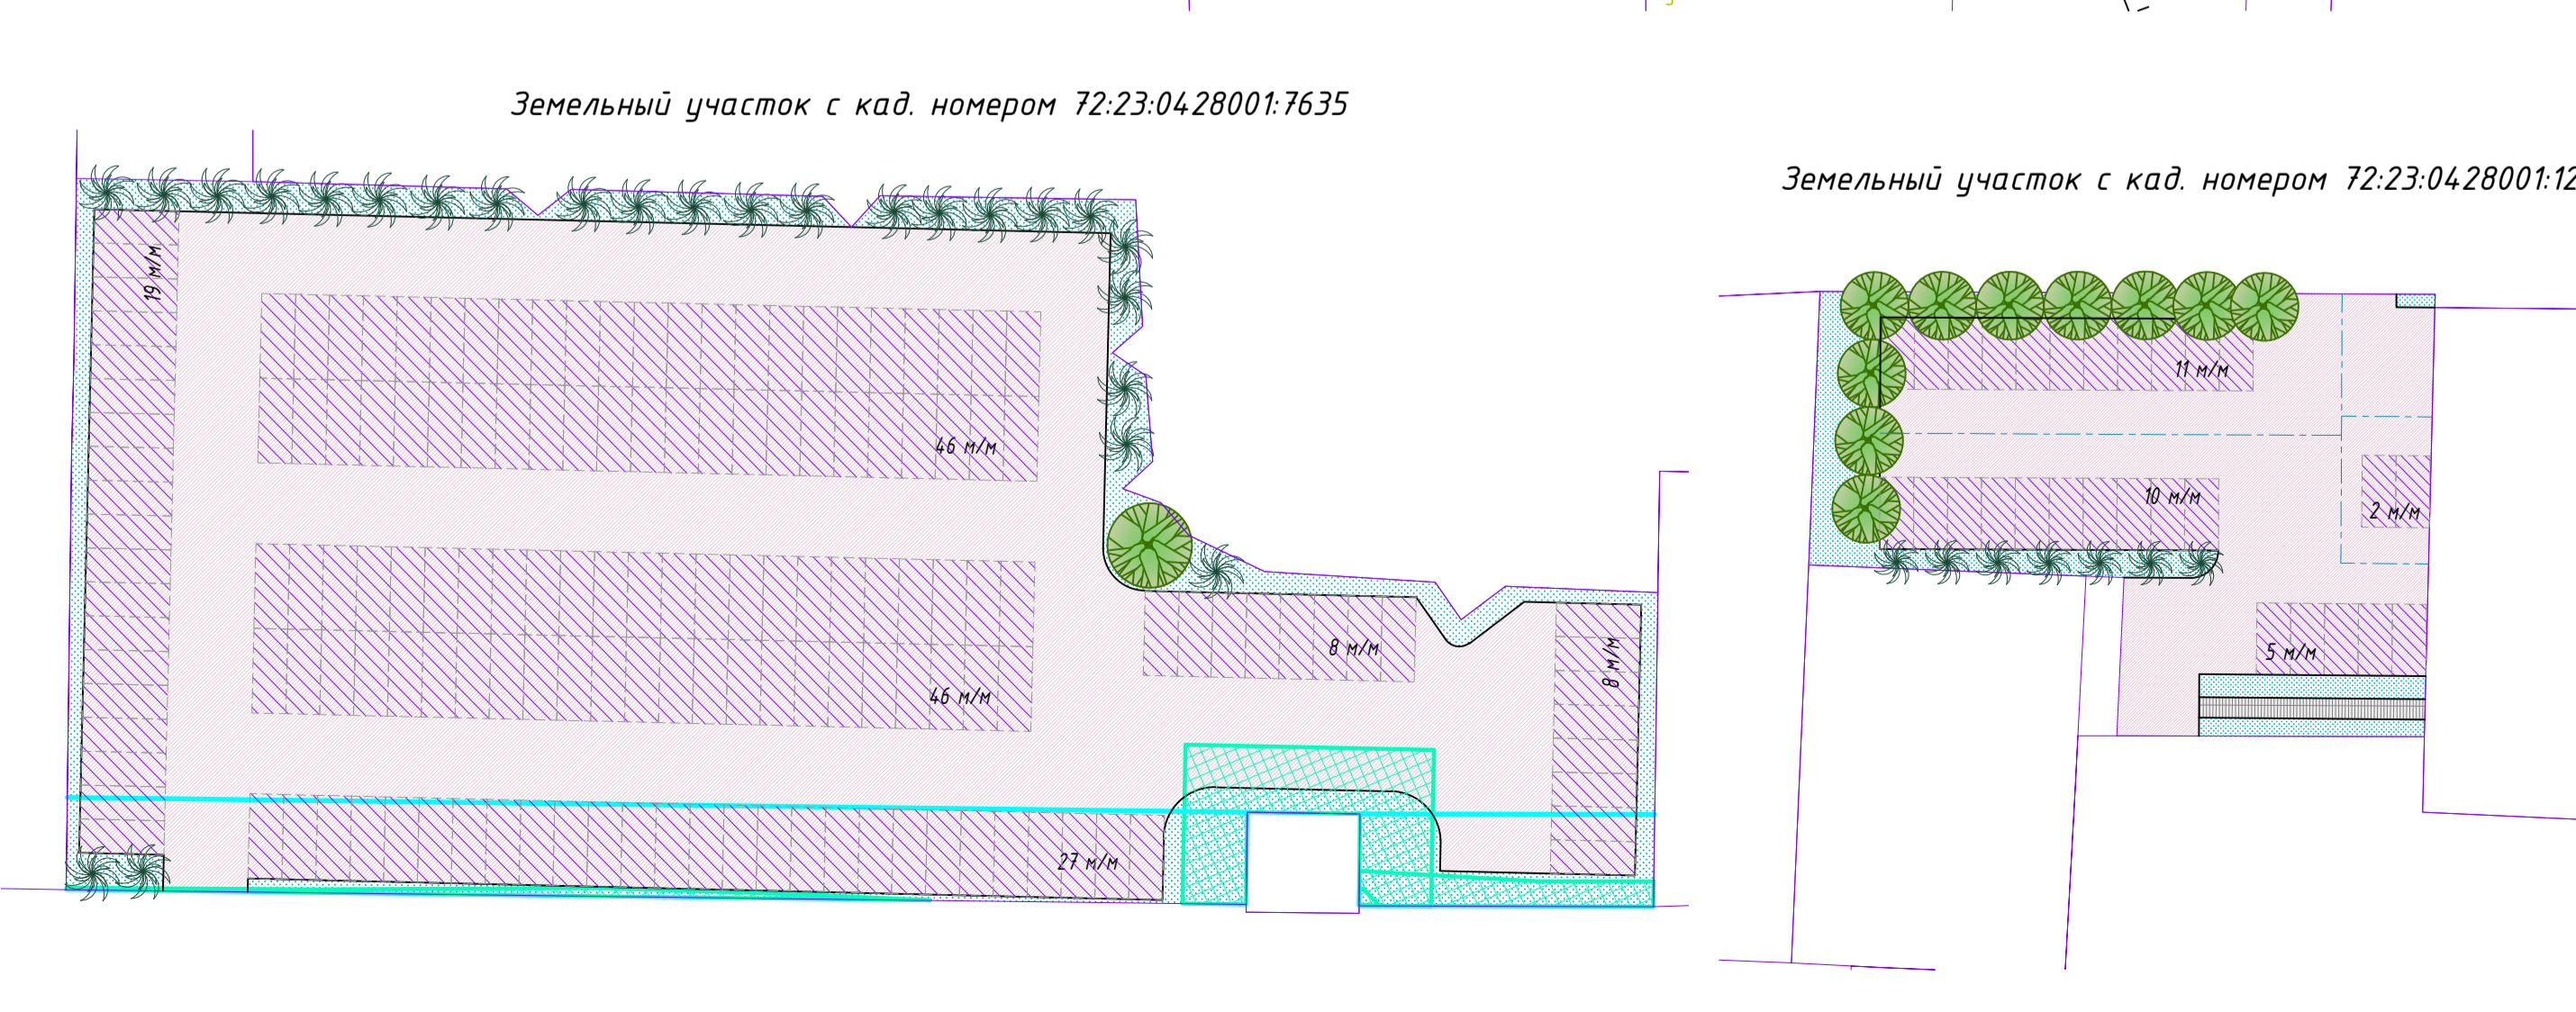 Земельный участок с кад. номером 72:23:0428001:7635
Земельный участок с кад. номером 72:23:0428001:12
19 м/м
46 м/м
46 м/м
8 м/м
8 м/м
27 м/м
11 м/м
10 м/м
2 м/м
5 м/м